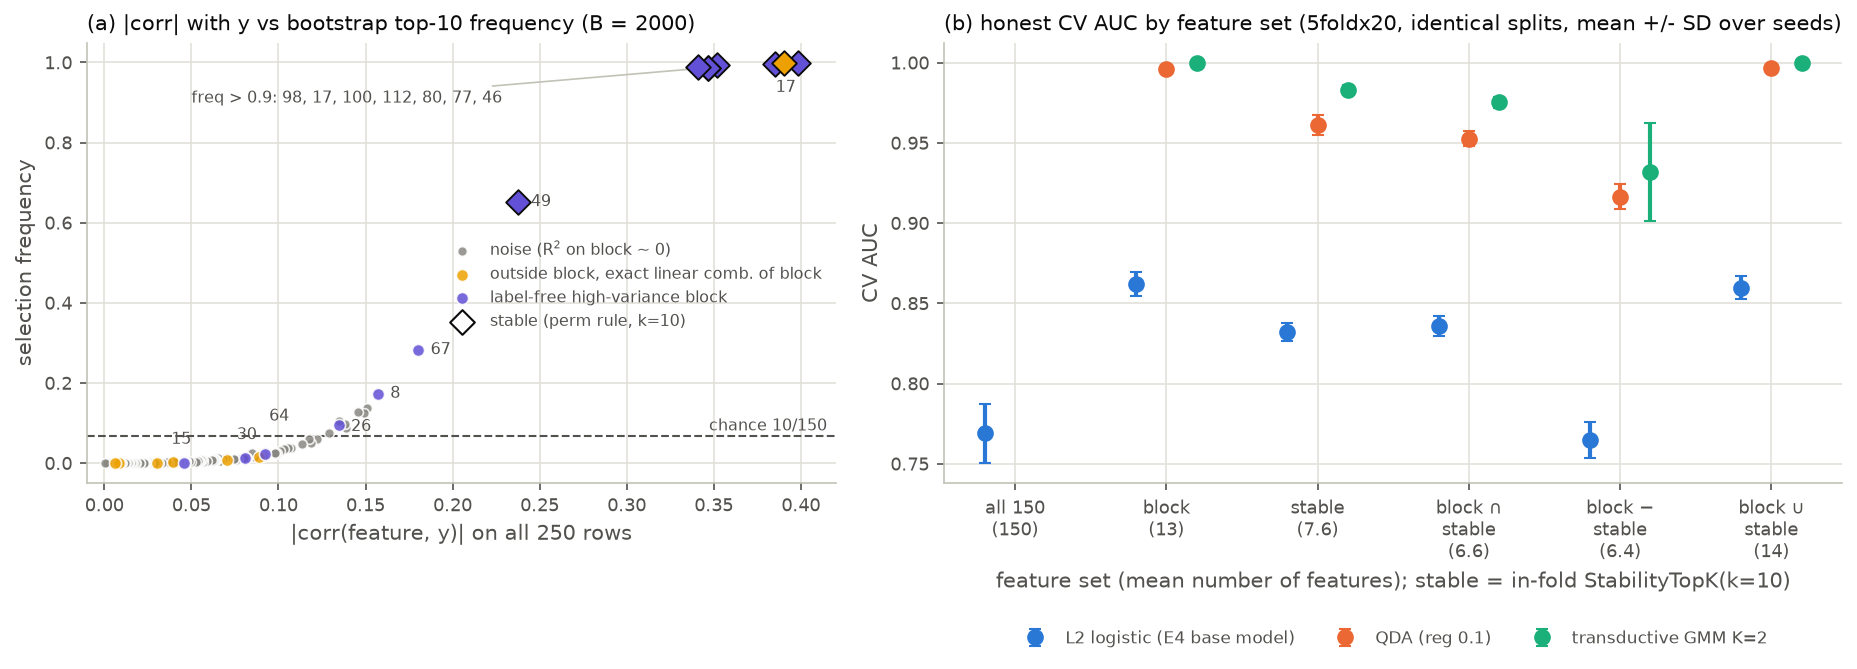 (a) |corr| with y vs bootstrap top-10 frequency (B = 2000)
1.0
0.8
0.6
0.4
0.2
0.0
selection frequency
freq > 0.9: 98, 17, 100, 112, 80, 77, 46
17
49
noise (R² on block ~ 0)
outside block, exact linear comb. of block
label-free high-variance block
stable (perm rule, k=10)
67
8
64
26
15
30
chance 10/150
0.00 0.05 0.10 0.15 0.20 0.25 0.30 0.35 0.40
|corr(feature, y)| on all 250 rows
(b) honest CV AUC by feature set (5foldx20, identical splits, mean +/- SD over seeds)
1.00
0.95
0.90
0.85
0.80
0.75
CV AUC
all 150
(150)
block
(13)
stable
(7.6)
block ∩
stable
(6.6)
block −
stable
(6.4)
block ∪
stable
(14)
feature set (mean number of features); stable = in-fold StabilityTopK(k=10)
L2 logistic (E4 base model)
QDA (reg 0.1)
transductive GMM K=2